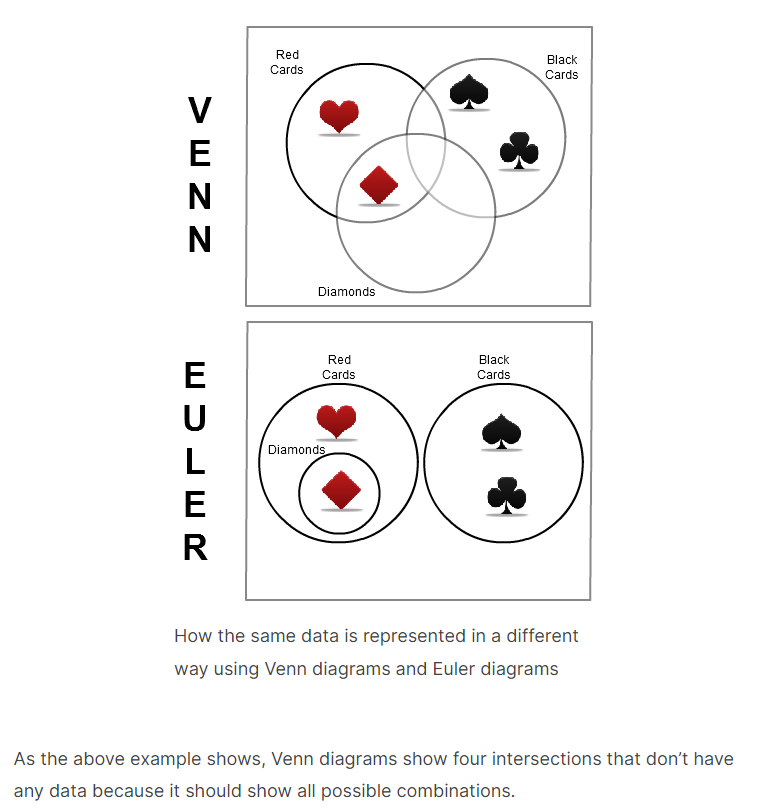 VENN
Red
Cards
Black
Cards
Diamonds
EULER
Red
Cards
Black
Cards
Diamonds
How the same data is represented in a different
way using Venn diagrams and Euler diagrams
As the above example shows, Venn diagrams show four intersections that don’t have
any data because it should show all possible combinations.